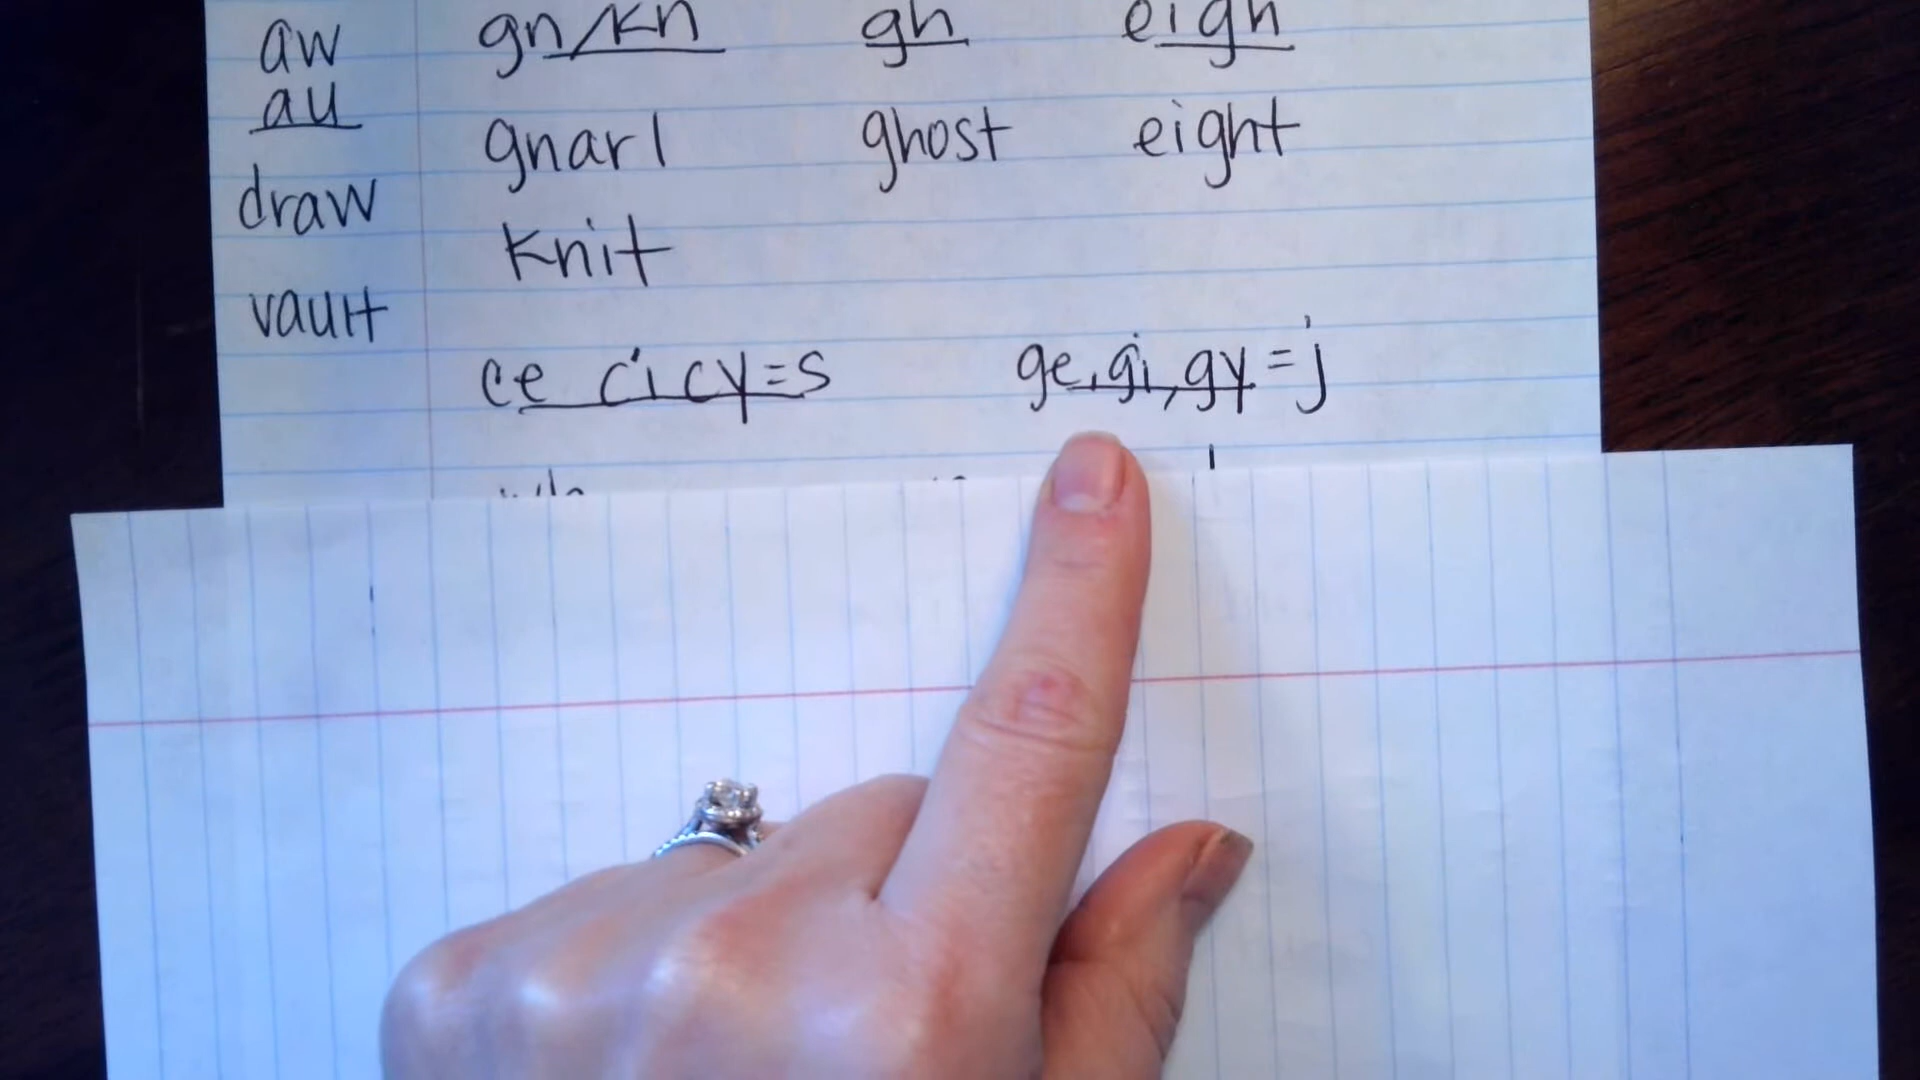 aw gn/kn gh eigh
au
gnarl ghost eight
draw
knit
vault
ce ci cy=s ge,gi,gy=j